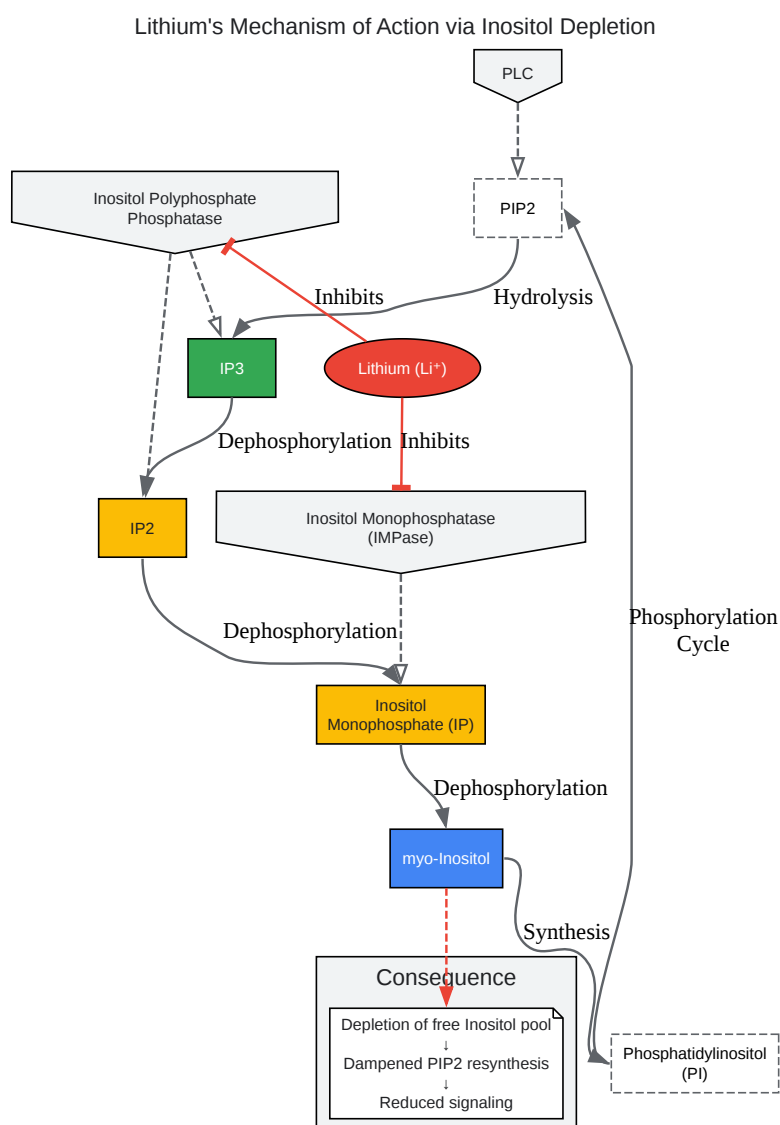 Lithium's Mechanism of Action via Inositol Depletion
PLC
Inositol Polyphosphate
Phosphatase
PIP2
Inhibits
Hydrolysis
IP3
Lithium (Li⁺)
Dephosphorylation
Inhibits
IP2
Inositol Monophosphatase
(IMPase)
Phosphorylation
Cycle
Dephosphorylation
Inositol
Monophosphate (IP)
Dephosphorylation
myo-Inositol
Synthesis
Consequence
Depletion of free Inositol pool
↓
Dampened PIP2 resynthesis
↓
Reduced signaling
Phosphatidylinositol
(PI)